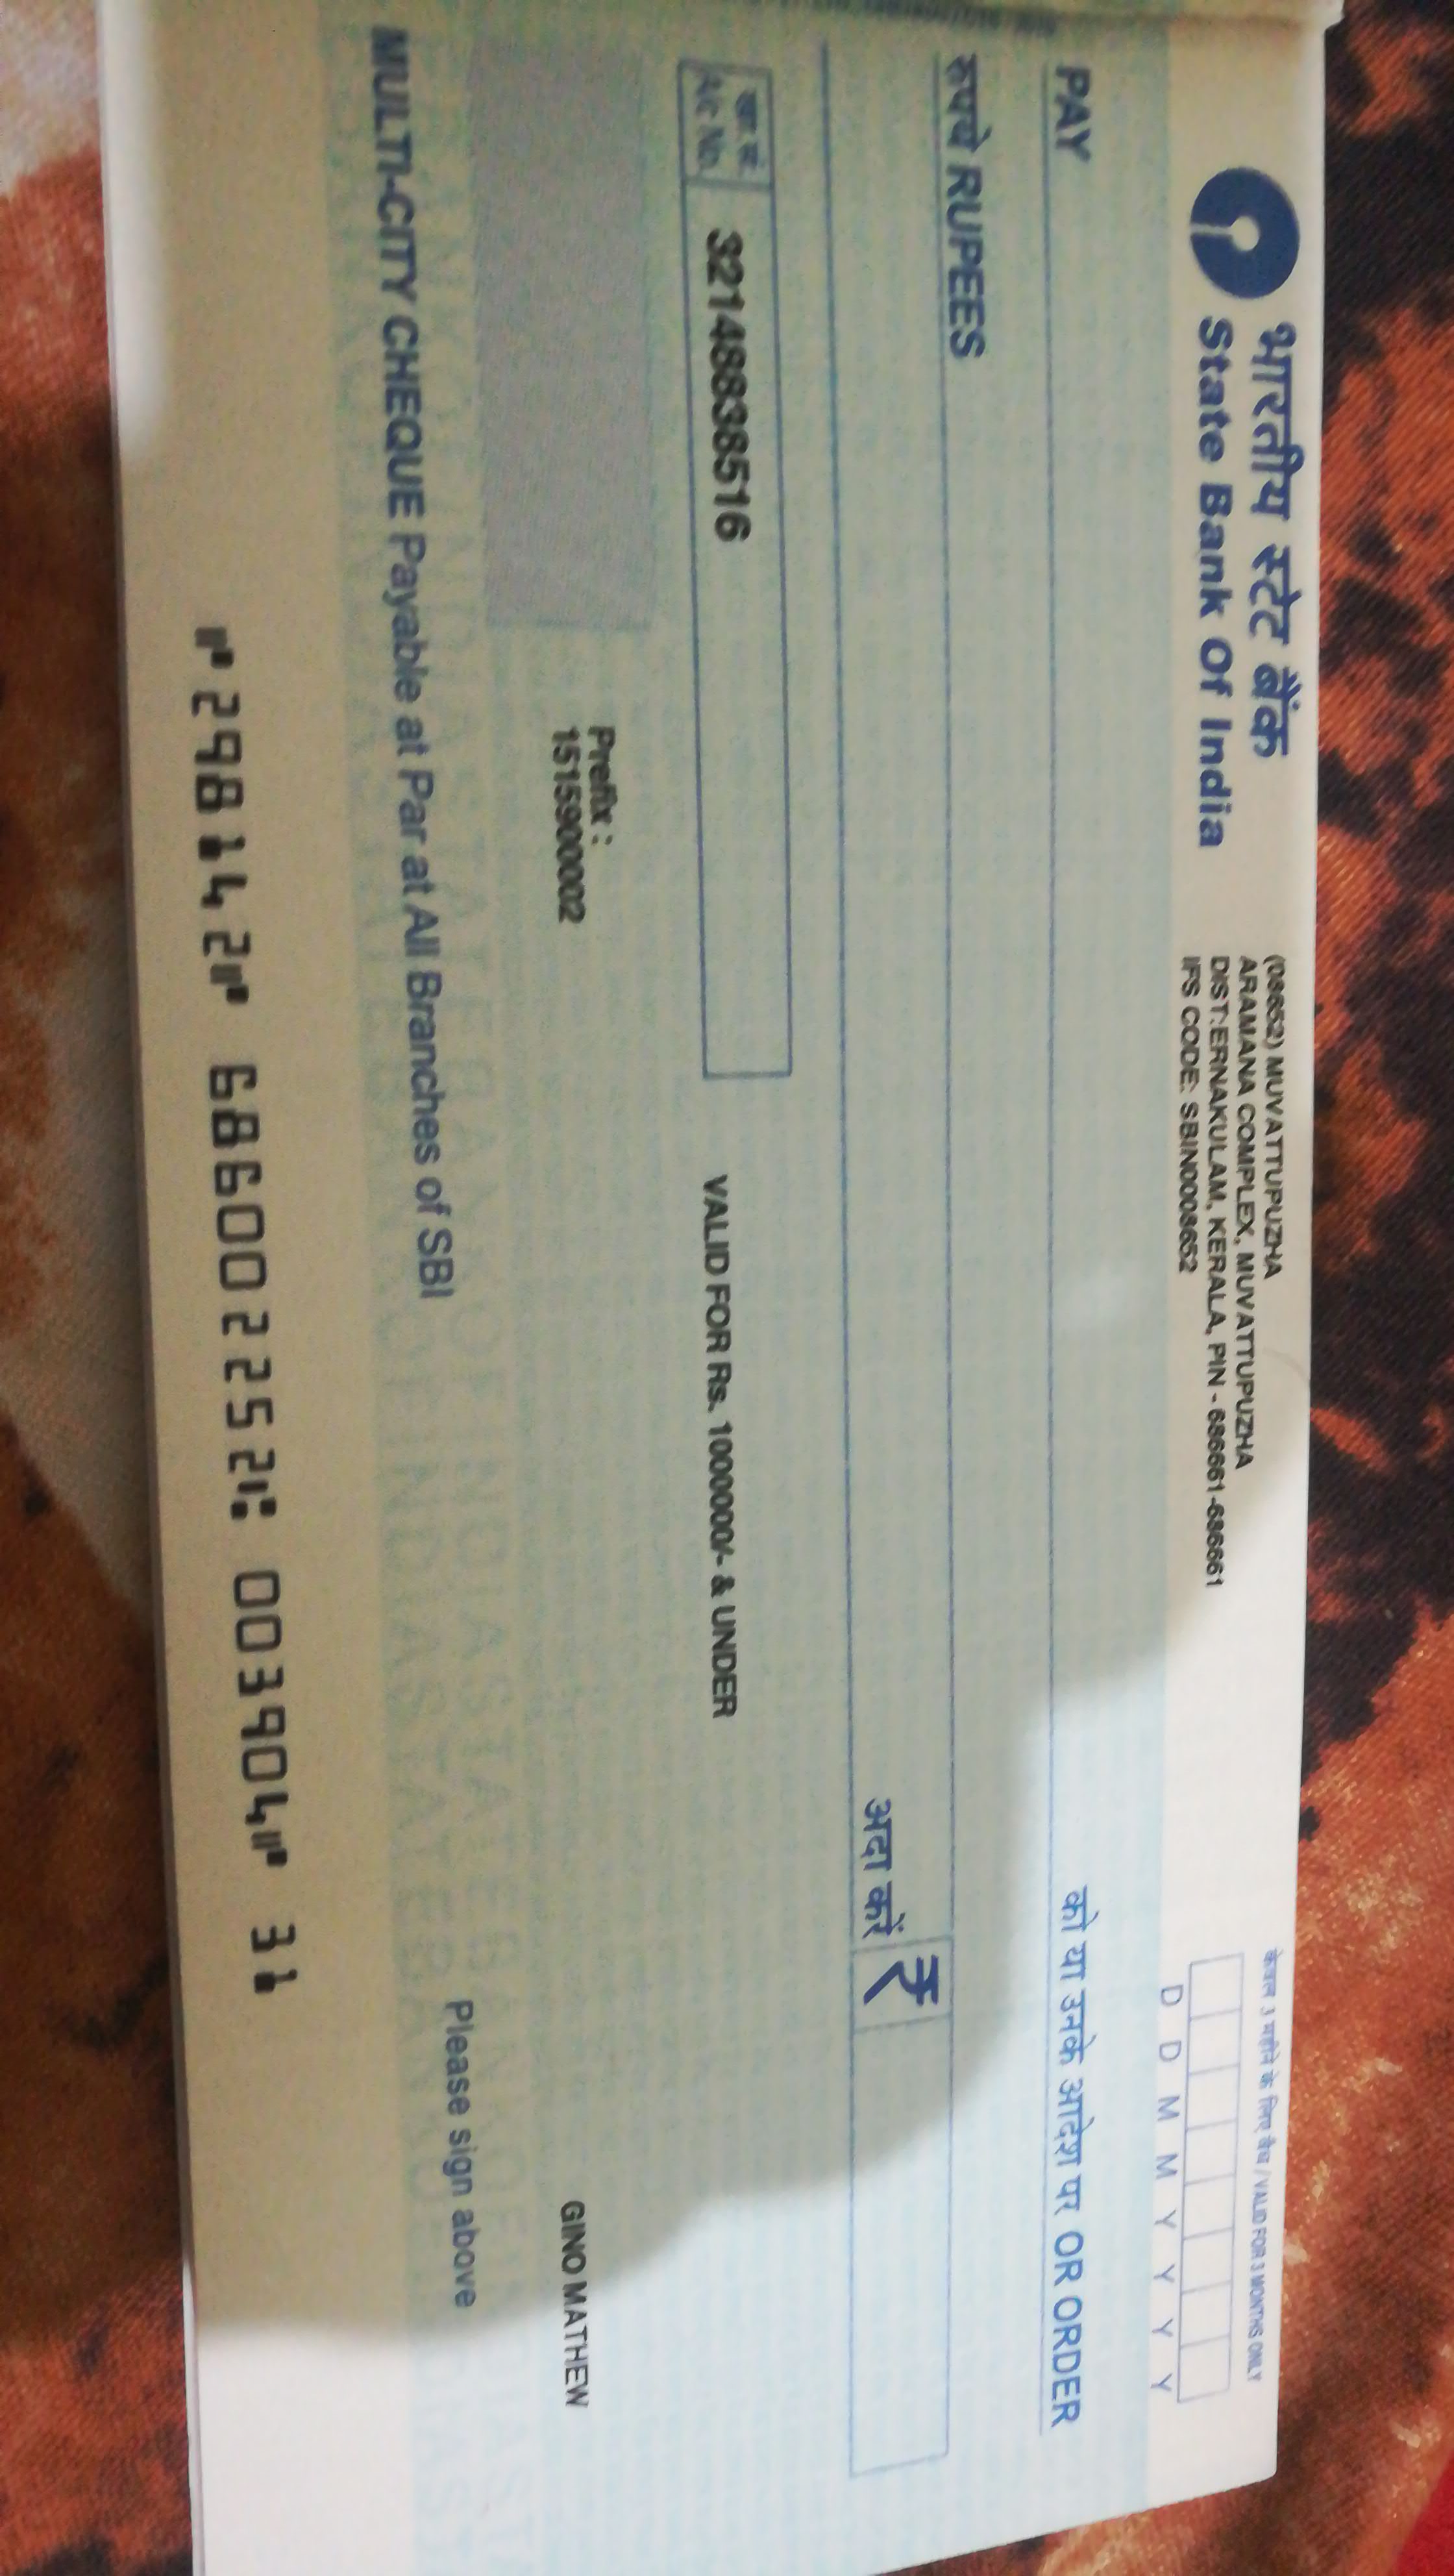 भारतीय स्टेट बैंक
State Bank Of India
(08652) MUVATTUPUZHA
ARAMANA COMPLEX, MUVATTUPUZHA
DIST:ERNAKULAM, KERALA, PIN - 686661-686661
IFS CODE: SBIN0008652
केवल 3 महीने के लिए वैध / VALID FOR 3 MONTHS ONLY
D D M M Y Y Y Y
PAY
को या उनके आदेश पर OR ORDER
रुपये RUPEES
अदा करें ₹
खा. सं.
A/c No.
32148838516
VALID FOR Rs. 1000000/- & UNDER
Prefix :
1515900002
GINO MATHEW
MULTI-CITY CHEQUE Payable at Par at All Branches of SBI
Please sign above
⑈298142⑈ 686002252⑆ 003904⑈ 31